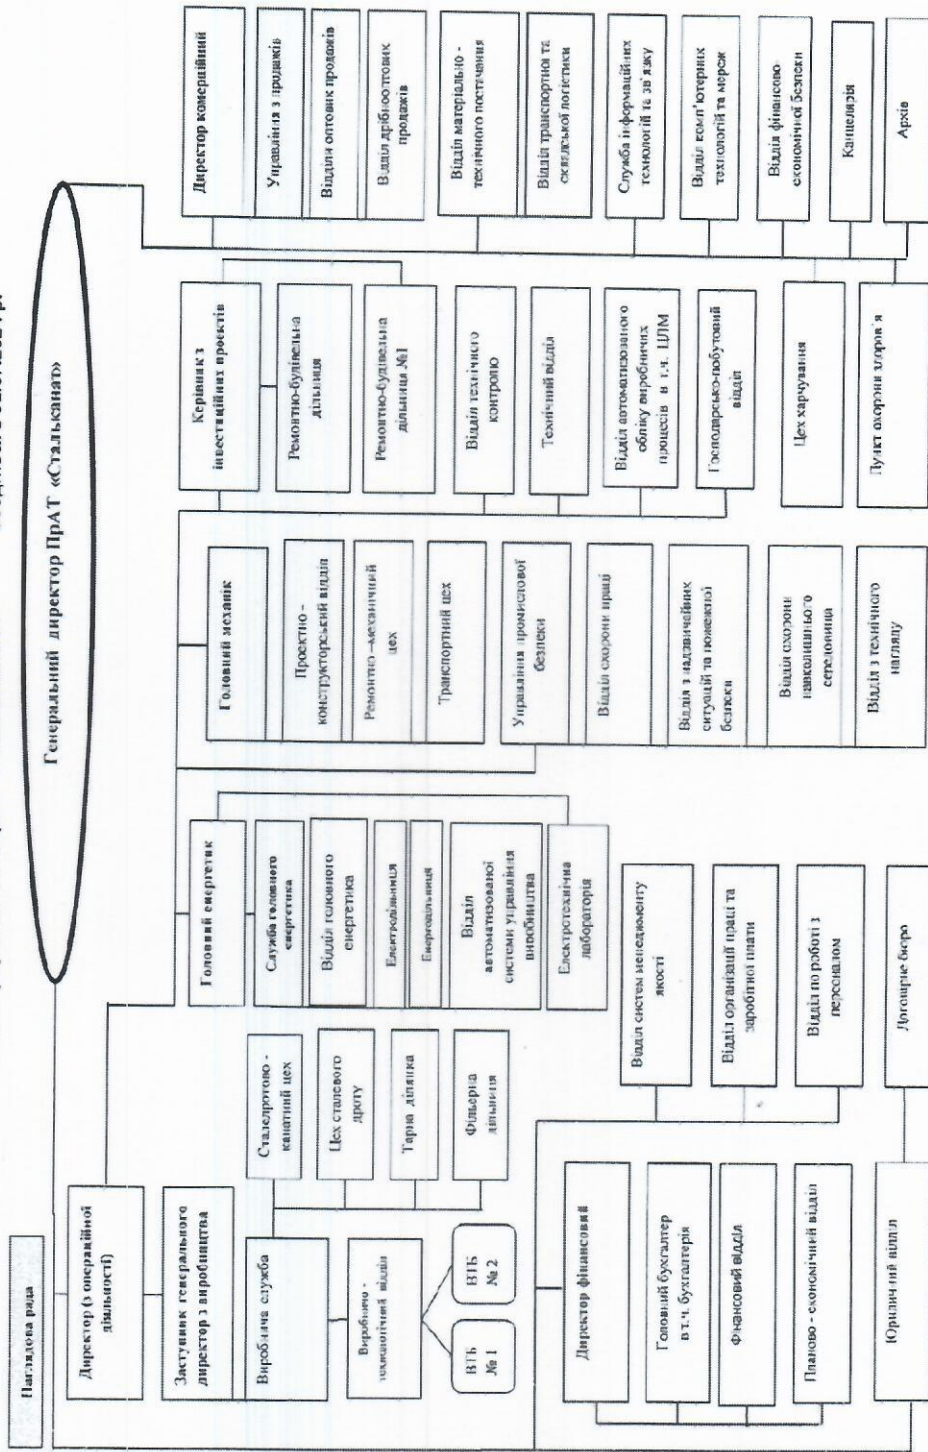 Наглядова рада
Генеральний директор ПрАТ «Стальканат»
Директор (з операційної
діяльності)
Заступник генерального
директор з виробництва
Виробнича служба
Виробничо -
технологічний відділ
ВТБ
№ 1
ВТБ
№ 2
Сталедротово -
канатний цех
Цех сталевого
дроту
Тарна ділянка
Фільєрна
дільниця
Головний енергетик
Служба головного
енергетика
Відділ головного
енергетика
Електродільниця
Енергодільниця
Відділ
автоматизованої
системи управління
виробництва
Електротехнічна
лабораторія
Головний механік
Проектно -
конструкторський відділ
Ремонтно –механічний
цех
Транспортний цех
Управління промислової
безпеки
Відділ охорони праці
Відділ з надзвичайних
ситуацій та пожежної
безпеки
Відділ охорони
навколишнього
середовища
Відділ з технічного
нагляду
Керівник з
інвестиційних проектів
Ремонтно-будівельна
дільниця
Ремонтно-будівельна
дільниця №1
Відділ технічного
контролю
Технічний відділ
Відділ автоматизованого
обліку виробничих
процесів в т.ч. ЦЛМ
Господарсько-побутовий
відділ
Цех харчування
Пункт охорони здоров`я
Директор комерційний
Управління з продажів
Відділи оптових продажів
Відділ дрібнооптових
продажів
Відділ матеріально -
технічного постачання
Відділ транспортної та
складської логістики
Служба інформаційних
технологій та зв`язку
Відділ комп'ютерних
технологій та мереж
Відділ фінансово-
економічної безпеки
Канцелярія
Архів
Директор фінансовий
Головний бухгалтер
в т.ч. бухгалтерія
Фінансовий відділ
Планово - економічний відділ
Юридичний відділ
Відділ систем менеджменту
якості
Відділ організації праці та
заробітної плати
Відділ по роботі з
персоналом
Договірне бюро